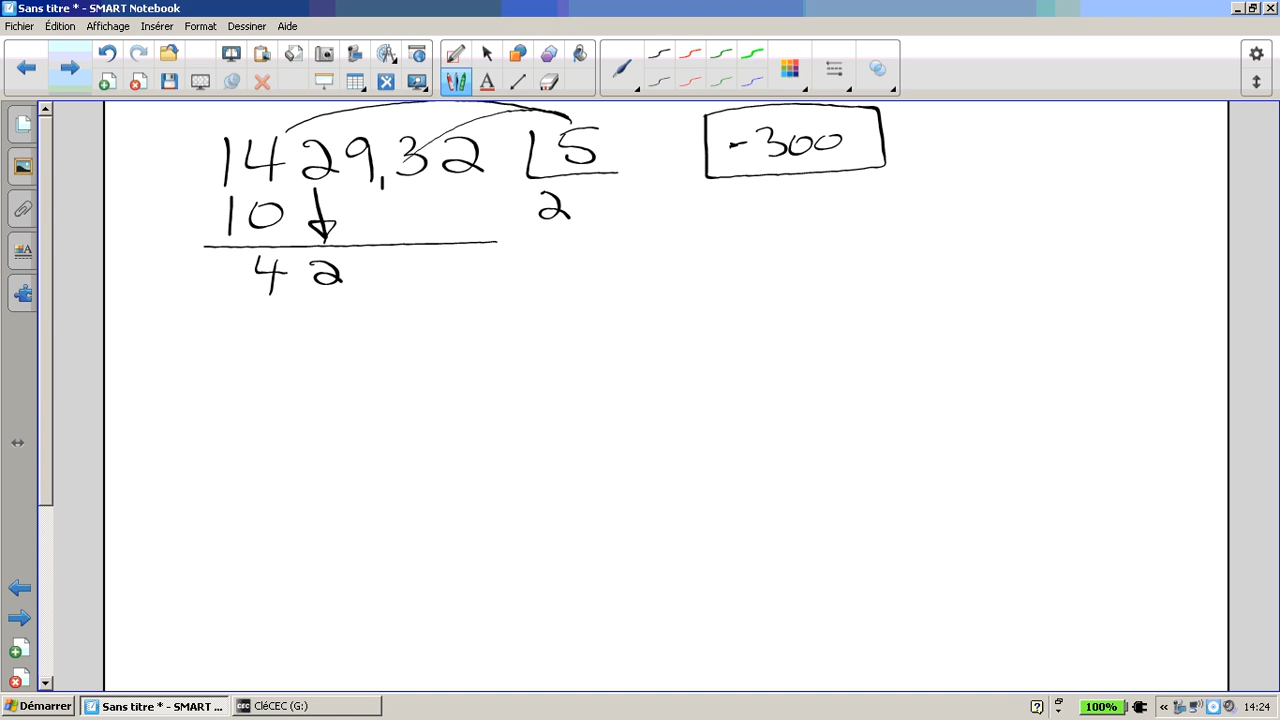 Sans titre * - SMART Notebook
Fichier Édition Affichage Insérer Format Dessiner Aide
1429,32 5 -300
10 2
42
Démarrer Sans titre * - SMART ... CléCEC (G:) 100% « 14:24